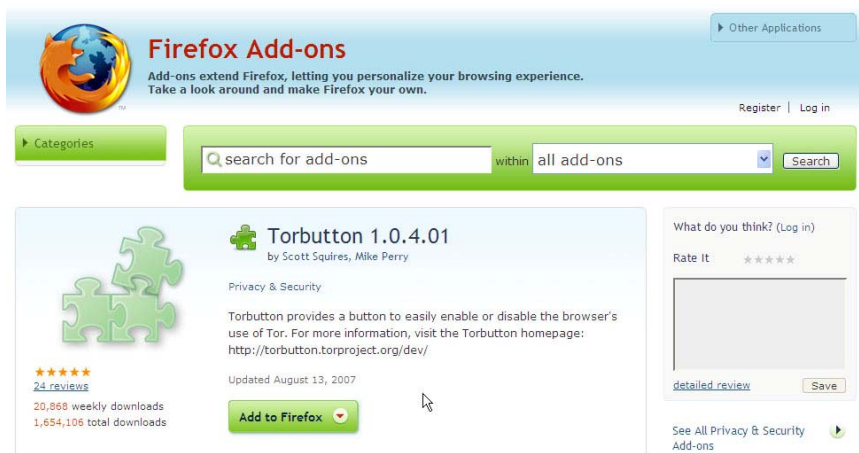 Other Applications
Firefox Add-ons
Add-ons extend Firefox, letting you personalize your browsing experience.
Take a look around and make Firefox your own.
TM
Register | Log in
Categories
search for add-ons within all add-ons Search
Torbutton 1.0.4.01
by Scott Squires, Mike Perry
Privacy & Security
Torbutton provides a button to easily enable or disable the browser's
use of Tor. For more information, visit the Torbutton homepage:
http://torbutton.torproject.org/dev/
24 reviews
Updated August 13, 2007
20,868 weekly downloads
1,654,106 total downloads
Add to Firefox
What do you think? (Log in)
Rate It
detailed review Save
See All Privacy & Security
Add-ons